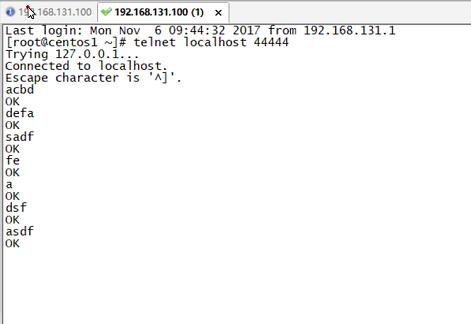 192.168.131.100 192.168.131.100 (1) ×
Last login: Mon Nov  6 09:44:32 2017 from 192.168.131.1
[root@centos1 ~]# telnet localhost 44444
Trying 127.0.0.1...
Connected to localhost.
Escape character is '^]'.
acbd
OK
defa
OK
sadf
OK
fe
OK
a
OK
dsf
OK
asdf
OK